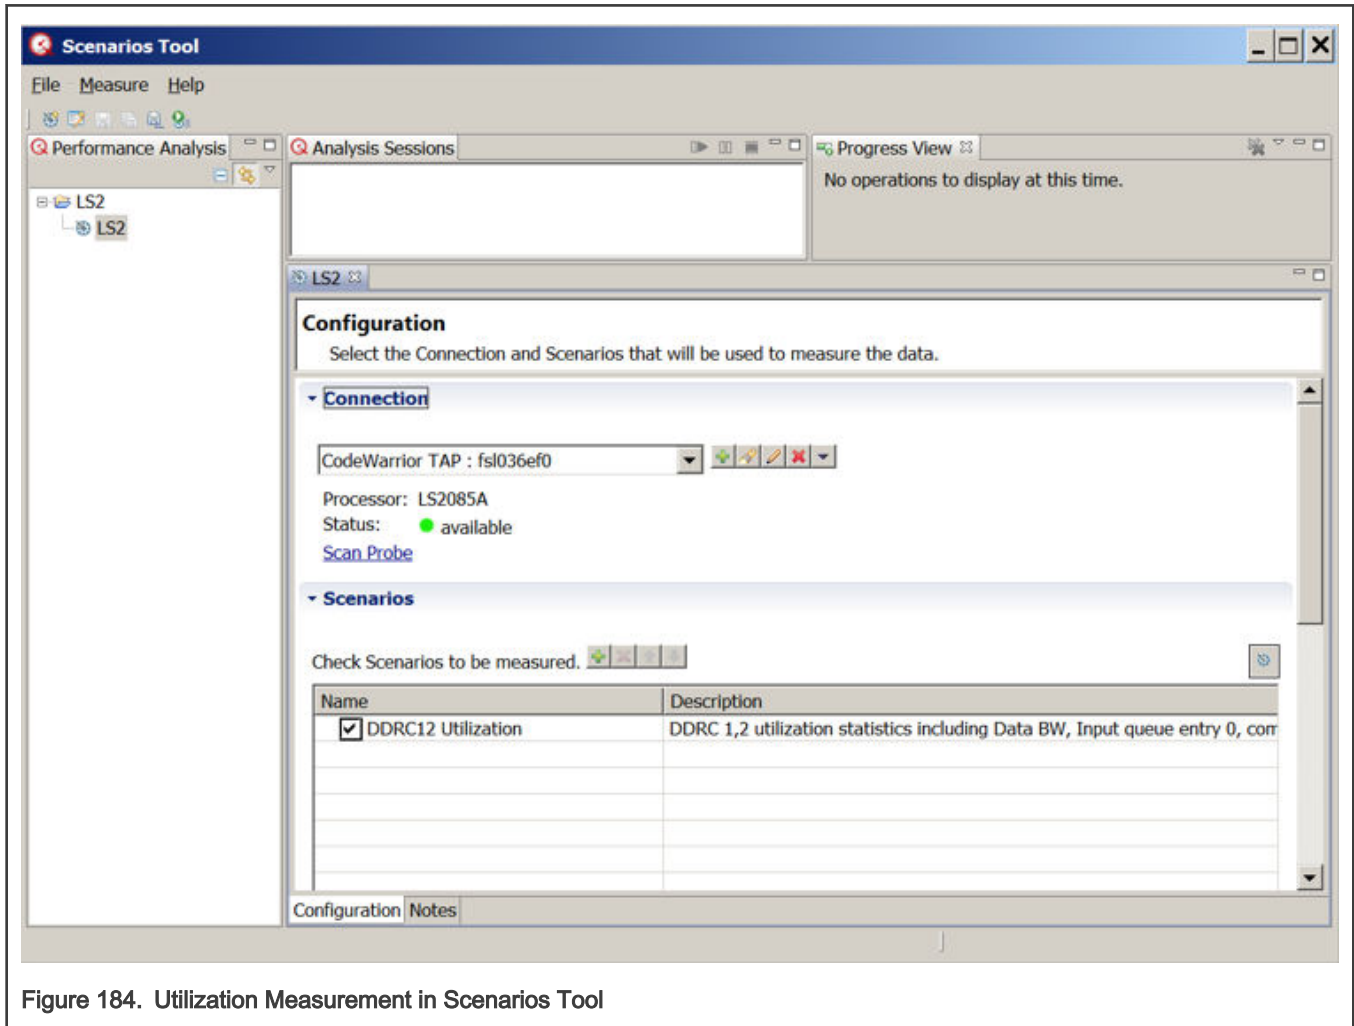 Scenarios Tool
File Measure Help
Performance Analysis
LS2
LS2
Analysis Sessions
Progress View
No operations to display at this time.
LS2
Configuration
Select the Connection and Scenarios that will be used to measure the data.
Connection
CodeWarrior TAP : fsl036ef0
Processor: LS2085A
Status: available
Scan Probe
Scenarios
Check Scenarios to be measured.
Name Description
DDRC12 Utilization DDRC 1,2 utilization statistics including Data BW, Input queue entry 0, com
Configuration Notes
Figure 184. Utilization Measurement in Scenarios Tool